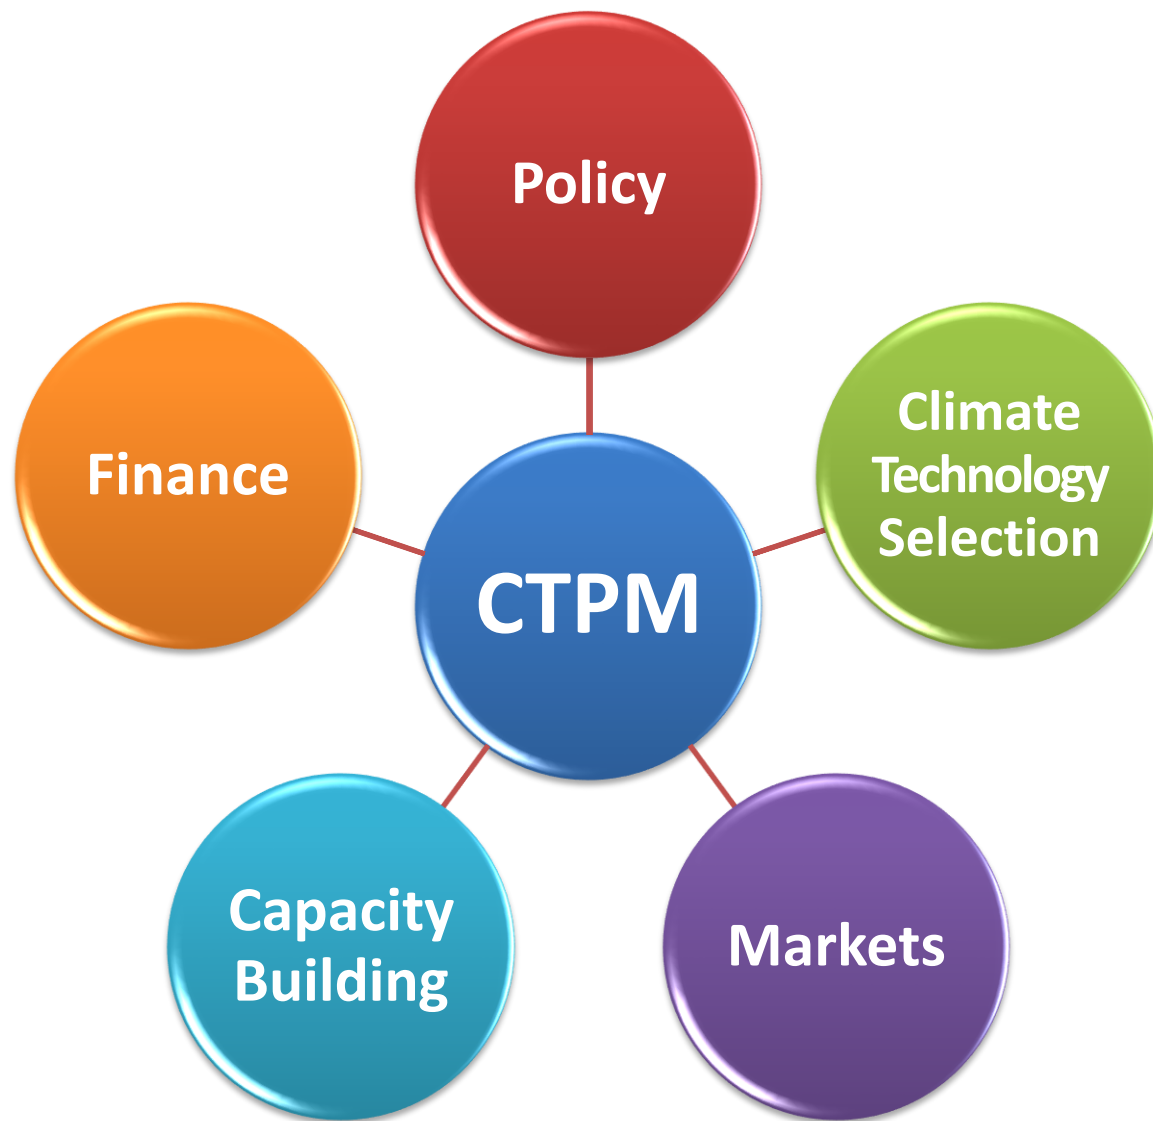 Policy
Finance
Climate
Technology
Selection
CTPM
Capacity
Building
Markets